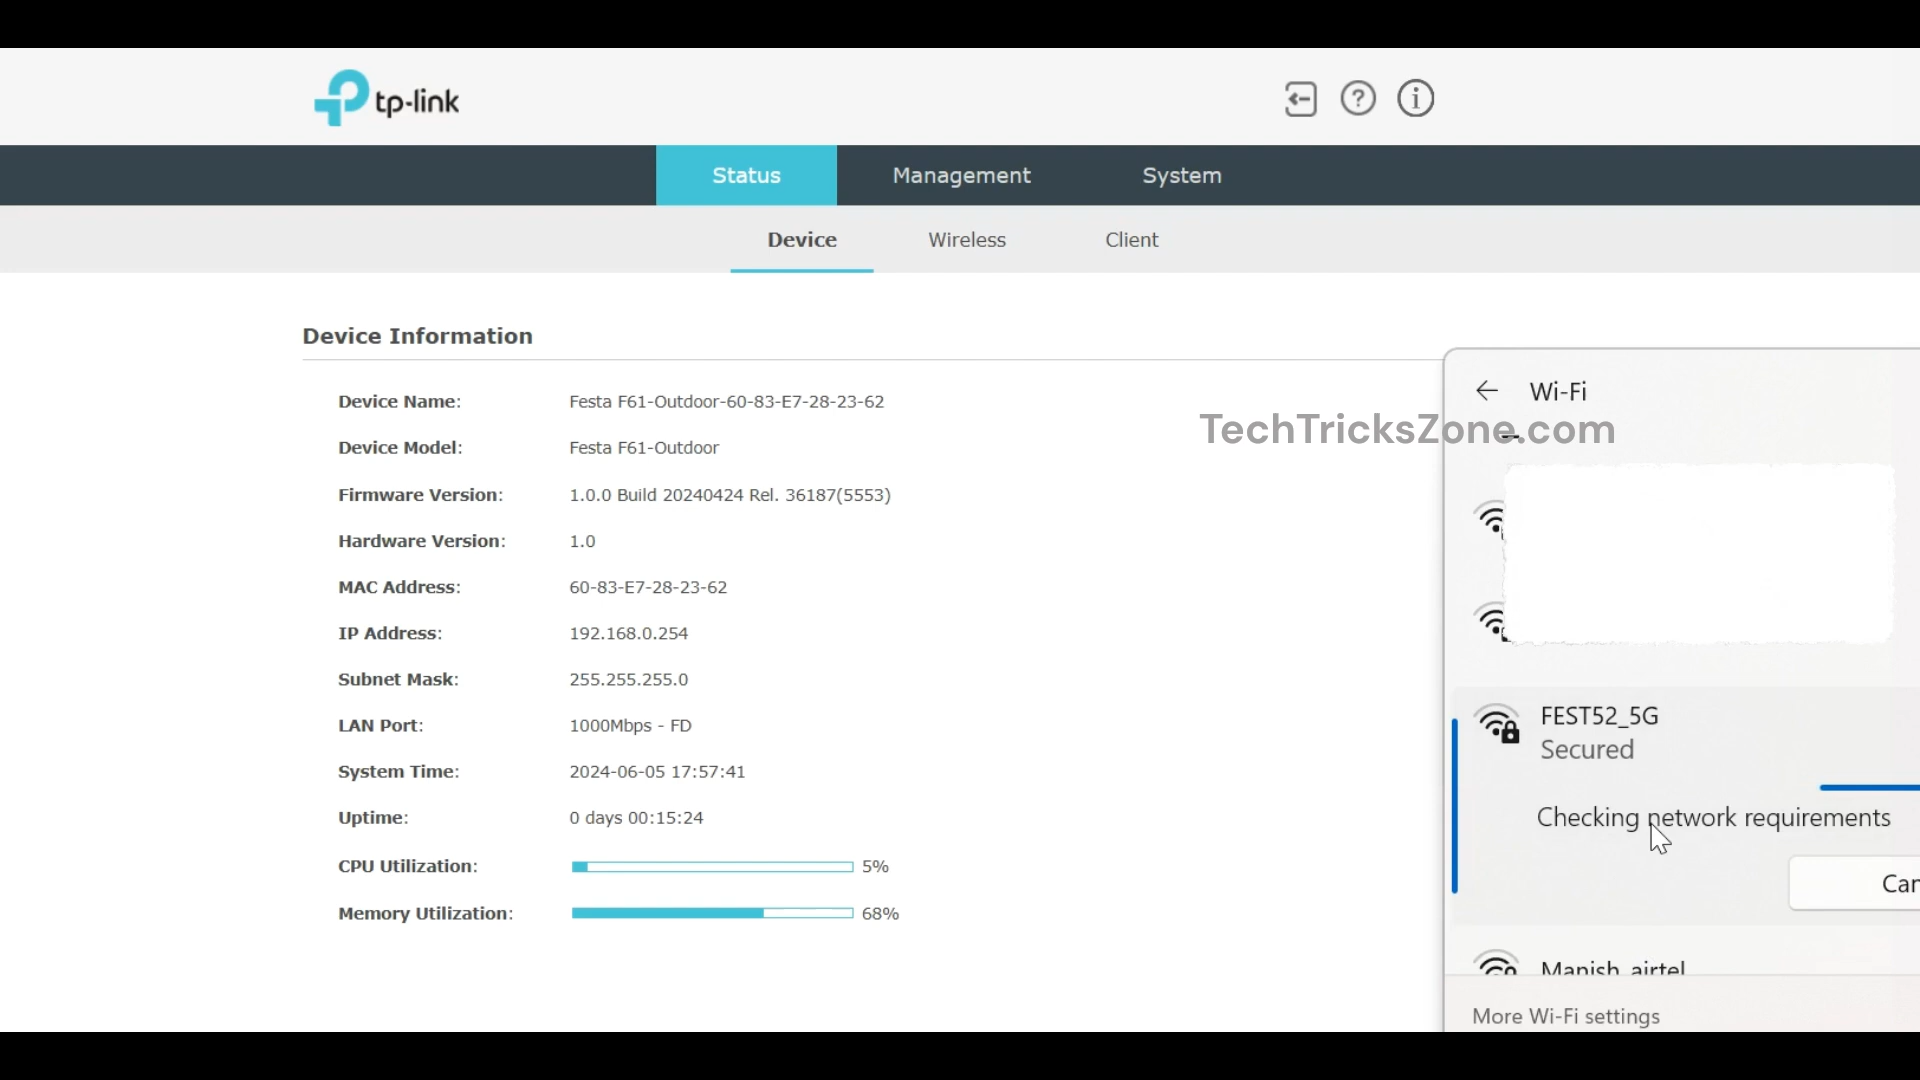 tp-link
Status Management System
Device Wireless Client
Device Information
Device Name: Festa F61-Outdoor-60-83-E7-28-23-62
Device Model: Festa F61-Outdoor
Firmware Version: 1.0.0 Build 20240424 Rel. 36187(5553)
Hardware Version: 1.0
MAC Address: 60-83-E7-28-23-62
IP Address: 192.168.0.254
Subnet Mask: 255.255.255.0
LAN Port: 1000Mbps - FD
System Time: 2024-06-05 17:57:41
Uptime: 0 days 00:15:24
CPU Utilization: 5%
Memory Utilization: 68%
Wi-Fi
TechTricksZone.com
FEST52_5G
Secured
Checking network requirements
Can
Manish_airtel
More Wi-Fi settings